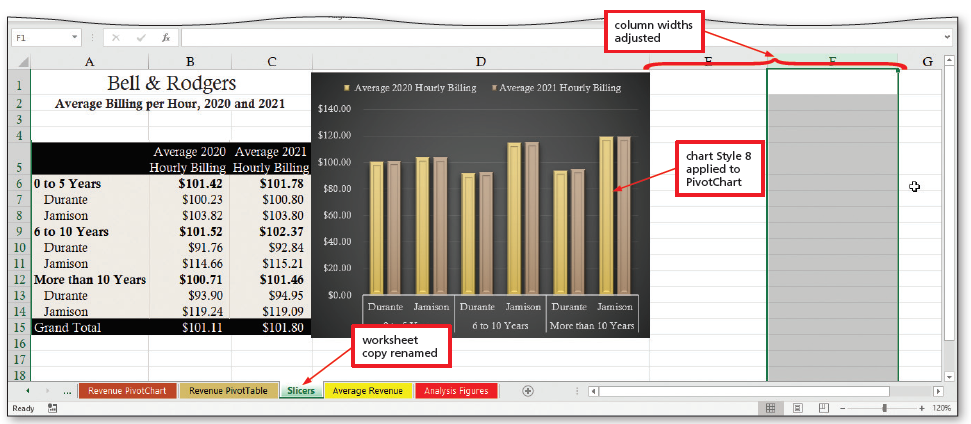 column widths
adjusted
F1
fx
A B C D E F G
1 Bell & Rodgers
2 Average Billing per Hour, 2020 and 2021
3
4
Average 2020 Average 2021
5 Hourly Billing Hourly Billing
6 0 to 5 Years $101.42 $101.78
7 Durante $100.23 $100.80
8 Jamison $103.82 $103.80
9 6 to 10 Years $101.52 $102.37
10 Durante $91.76 $92.84
11 Jamison $114.66 $115.21
12 More than 10 Years $100.71 $101.46
13 Durante $93.90 $94.95
14 Jamison $119.24 $119.09
15 Grand Total $101.11 $101.80
16
17
18
Average 2020 Hourly Billing Average 2021 Hourly Billing
$140.00
$120.00
$100.00
$80.00
$60.00
$40.00
$20.00
$0.00
Durante Jamison Durante Jamison Durante Jamison
6 to 10 Years More than 10 Years
chart Style 8
applied to
PivotChart
worksheet
copy renamed
... Revenue PivotChart Revenue PivotTable Slicers Average Revenue Analysis Figures
Ready 120%